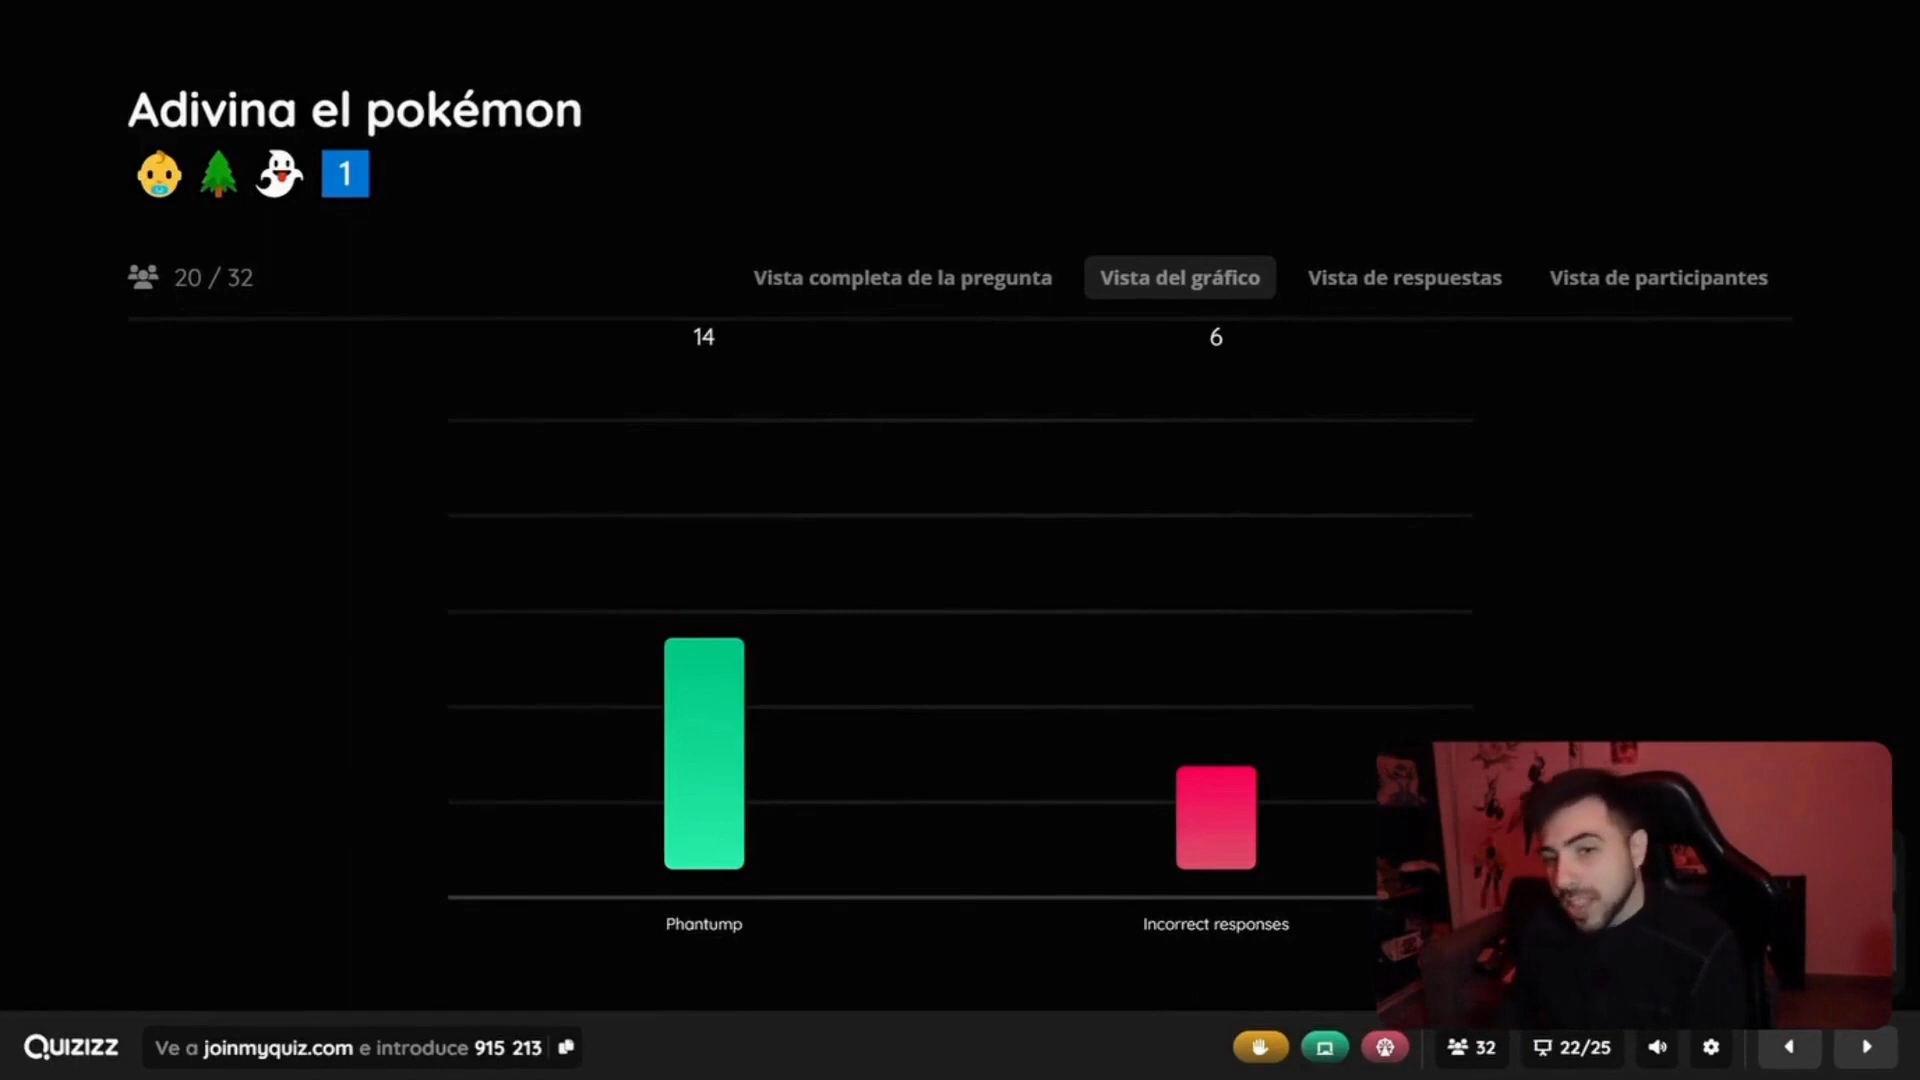 Adivina el pokémon
1
20 / 32
Vista completa de la pregunta
Vista del gráfico
Vista de respuestas
Vista de participantes
14
6
Phantump
Incorrect responses
QUIZIZZ
Ve a joinmyquiz.com e introduce 915 213
32
22/25